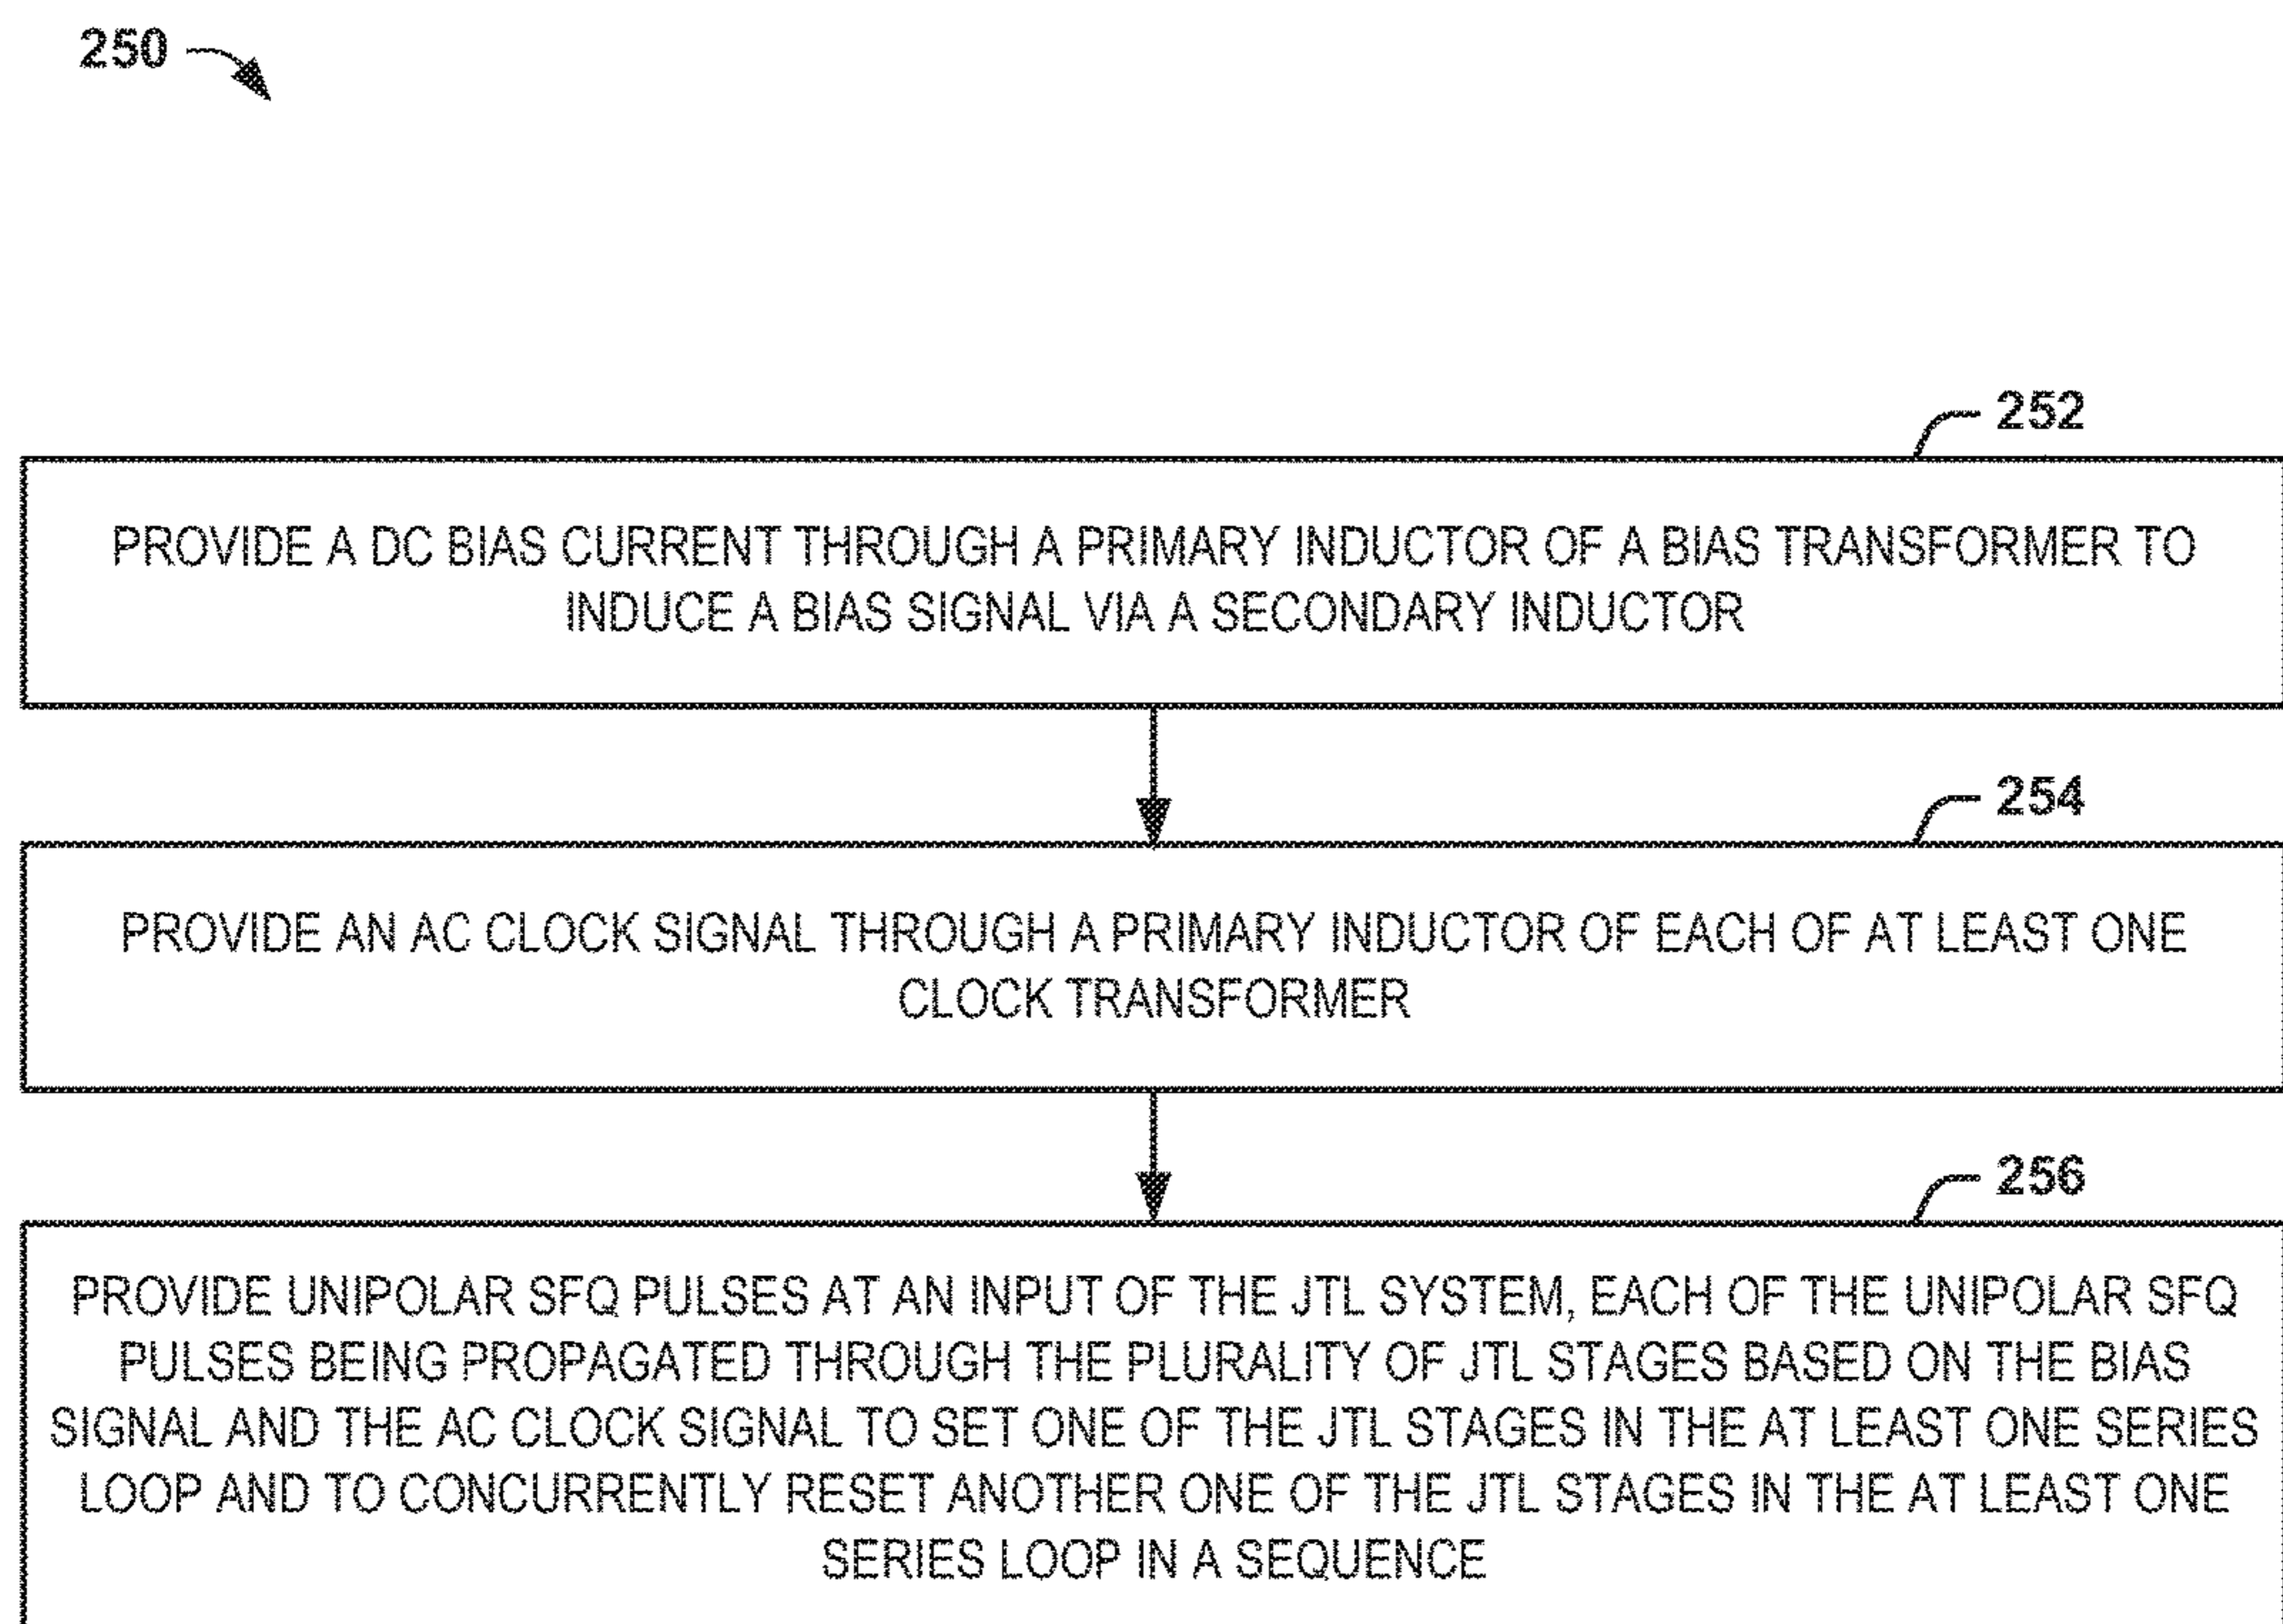 250
252
PROVIDE A DC BIAS CURRENT THROUGH A PRIMARY INDUCTOR OF A BIAS TRANSFORMER TO
INDUCE A BIAS SIGNAL VIA A SECONDARY INDUCTOR
254
PROVIDE AN AC CLOCK SIGNAL THROUGH A PRIMARY INDUCTOR OF EACH OF AT LEAST ONE
CLOCK TRANSFORMER
256
PROVIDE UNIPOLAR SFQ PULSES AT AN INPUT OF THE JTL SYSTEM, EACH OF THE UNIPOLAR SFQ
PULSES BEING PROPAGATED THROUGH THE PLURALITY OF JTL STAGES BASED ON THE BIAS
SIGNAL AND THE AC CLOCK SIGNAL TO SET ONE OF THE JTL STAGES IN THE AT LEAST ONE SERIES
LOOP AND TO CONCURRENTLY RESET ANOTHER ONE OF THE JTL STAGES IN THE AT LEAST ONE
SERIES LOOP IN A SEQUENCE